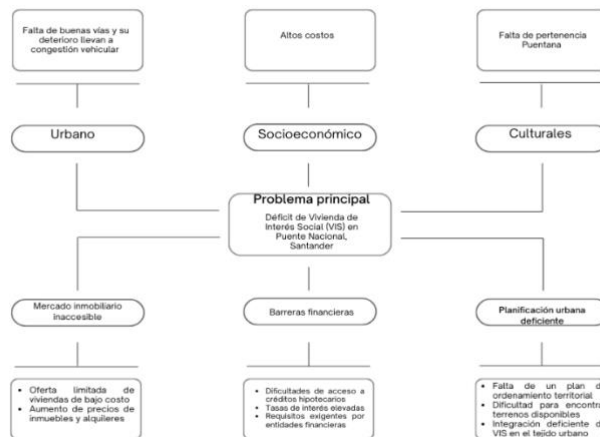 Falta de buenas vías y su
deterioro llevan a
congestión vehicular
Altos costos
Falta de pertenencia
Puentana
Urbano
Socioeconómico
Culturales
Problema principal
Déficit de Vivienda de
Interés Social (VIS) en
Puente Nacional,
Santander
Mercado inmobiliario
inaccesible
Barreras financieras
Planificación urbana
deficiente
• Oferta limitada de
viviendas de bajo costo
• Aumento de precios de
inmuebles y alquileres
• Dificultades de acceso a
créditos hipotecarios
• Tasas de interés elevadas
• Requisitos exigentes por
entidades financieras
• Falta de un plan d
ordenamiento territorial
• Dificultad para encontra
terrenos disponibles
• Integración deficiente d
VIS en el tejido urbano